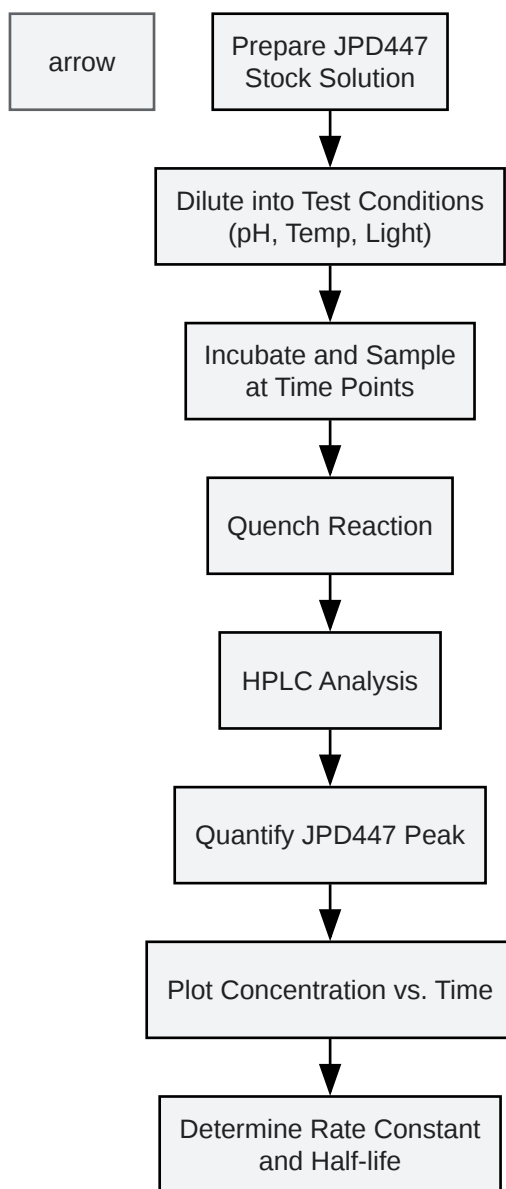 arrow
Prepare JPD447
Stock Solution
Dilute into Test Conditions
(pH, Temp, Light)
Incubate and Sample
at Time Points
Quench Reaction
HPLC Analysis
Quantify JPD447 Peak
Plot Concentration vs. Time
Determine Rate Constant
and Half-life